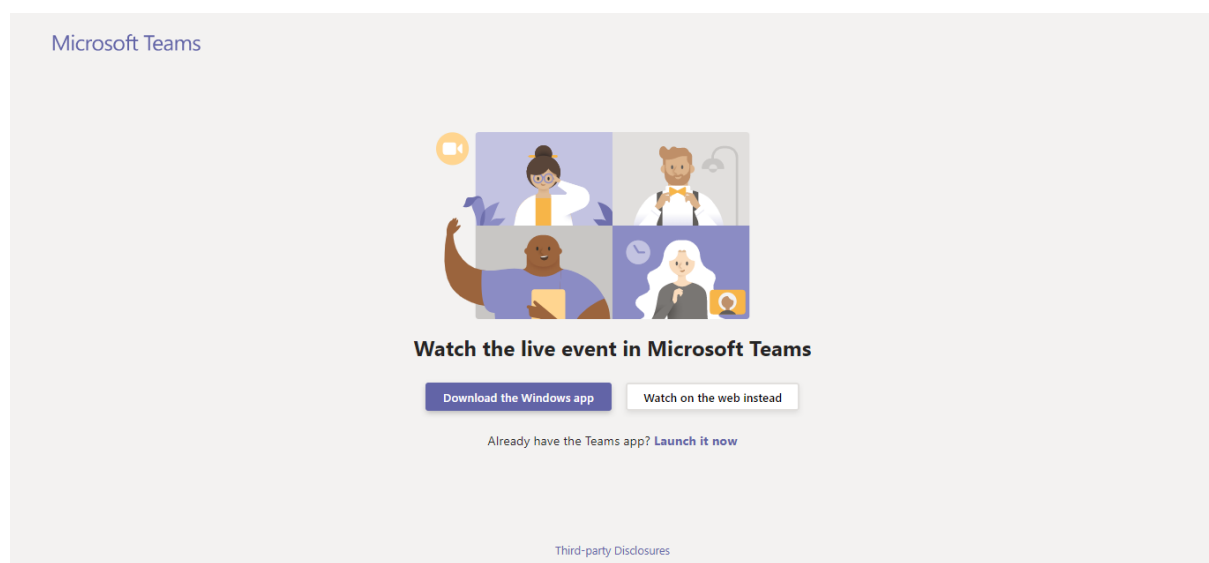 Microsoft Teams
Watch the live event in Microsoft Teams
Download the Windows app
Watch on the web instead
Already have the Teams app? Launch it now
Third-party Disclosures